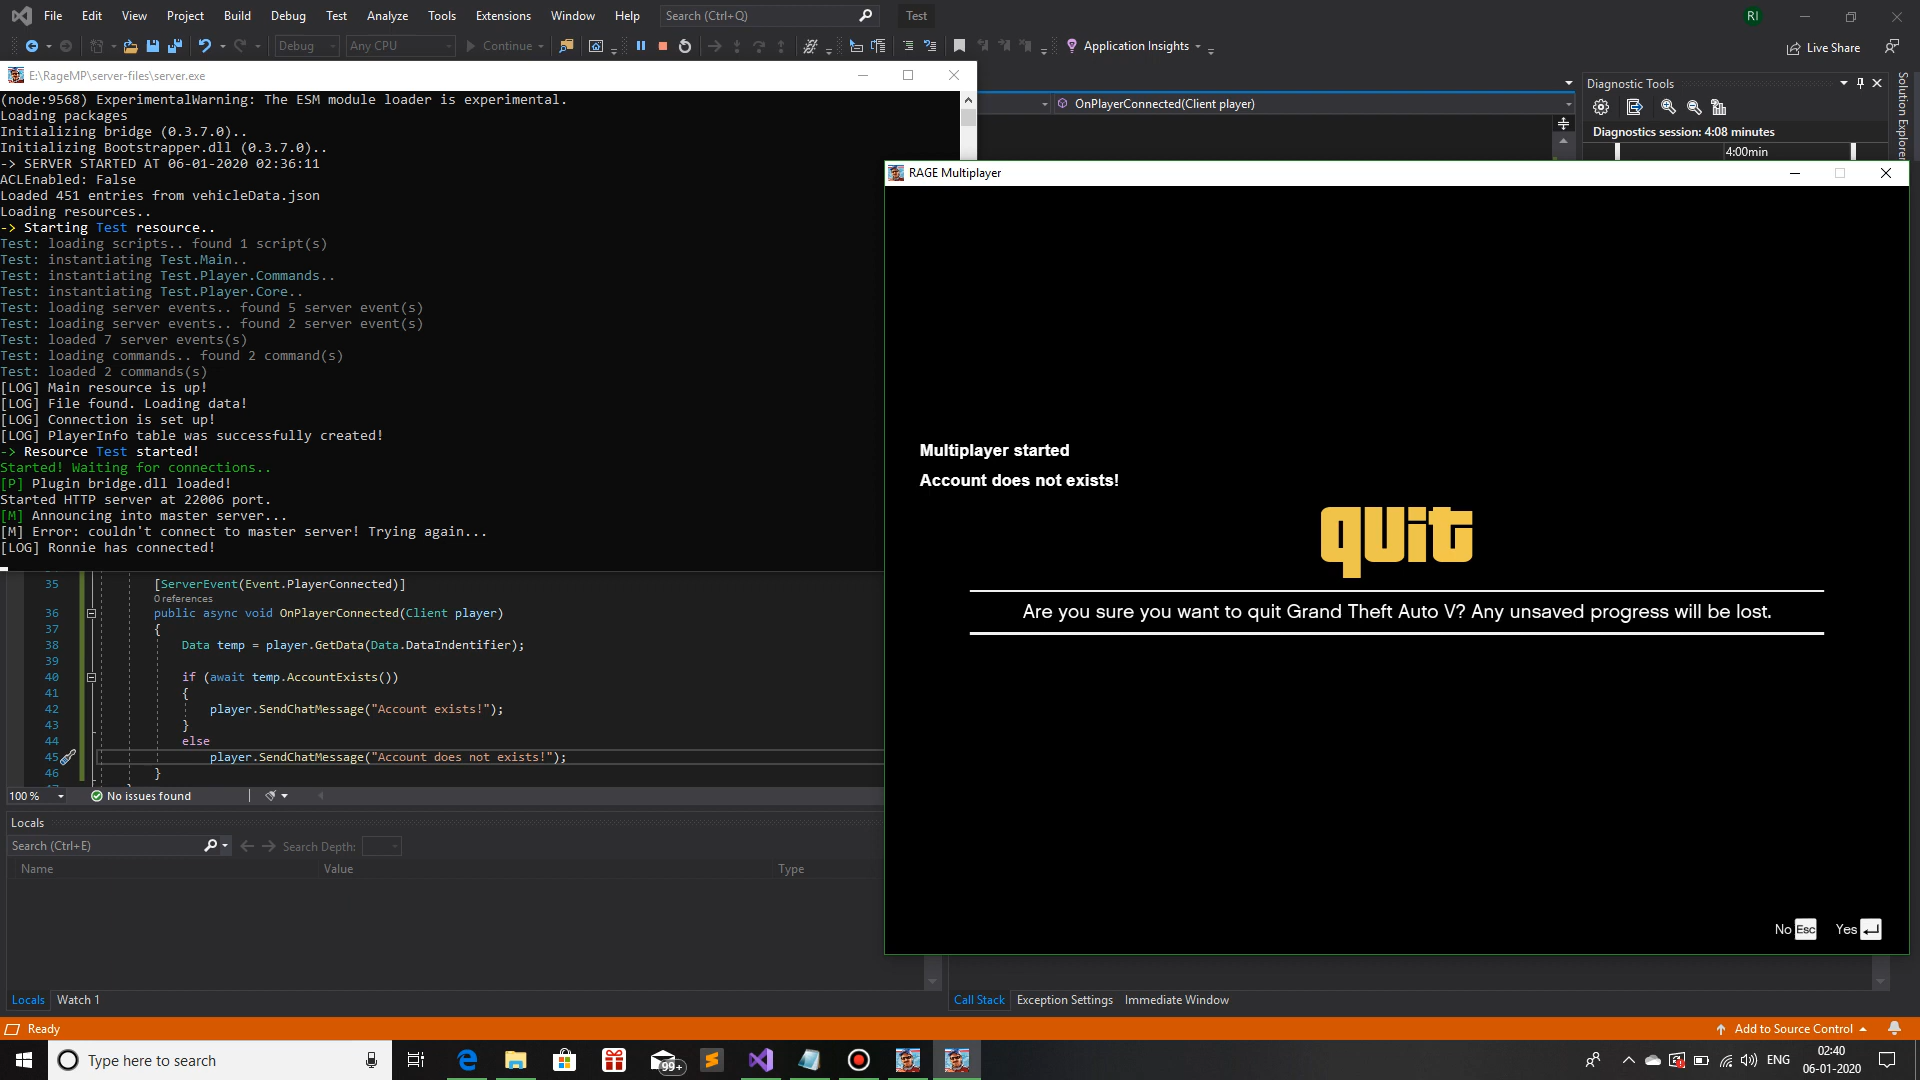 File Edit View Project Build Debug Test Analyze Tools Extensions Window Help Search (Ctrl+Q) Test RI
Debug Any CPU Continue Application Insights Live Share
E:\RageMP\server-files\server.exe
(node:9568) ExperimentalWarning: The ESM module loader is experimental.
Loading packages
Initializing bridge (0.3.7.0)..
Initializing Bootstrapper.dll (0.3.7.0)..
-> SERVER STARTED AT 06-01-2020 02:36:11
ACLEnabled: False
Loaded 451 entries from vehicleData.json
Loading resources..
-> Starting Test resource..
Test: loading scripts.. found 1 script(s)
Test: instantiating Test.Main..
Test: instantiating Test.Player.Commands..
Test: instantiating Test.Player.Core..
Test: loading server events.. found 5 server event(s)
Test: loading server events.. found 2 server event(s)
Test: loaded 7 server events(s)
Test: loading commands.. found 2 command(s)
Test: loaded 2 commands(s)
[LOG] Main resource is up!
[LOG] File found. Loading data!
[LOG] Connection is set up!
[LOG] PlayerInfo table was successfully created!
-> Resource Test started!
Started! Waiting for connections..
[P] Plugin bridge.dll loaded!
Started HTTP server at 22006 port.
[M] Announcing into master server...
[M] Error: couldn't connect to master server! Trying again...
[LOG] Ronnie has connected!
OnPlayerConnected(Client player)
Diagnostic Tools
Diagnostics session: 4:08 minutes
4:00min
Solution Explorer
RAGE Multiplayer
Multiplayer started
Account does not exists!
quit
Are you sure you want to quit Grand Theft Auto V? Any unsaved progress will be lost.
No Esc Yes
35 [ServerEvent(Event.PlayerConnected)]
0 references
36 public async void OnPlayerConnected(Client player)
37 {
38 Data temp = player.GetData(Data.DataIndentifier);
39
40 if (await temp.AccountExists())
41 {
42 player.SendChatMessage("Account exists!");
43 }
44 else
45 player.SendChatMessage("Account does not exists!");
46 }
100 % No issues found
Locals
Search (Ctrl+E) Search Depth:
Name Value Type
Locals Watch 1
Call Stack Exception Settings Immediate Window
Ready Add to Source Control
Type here to search 99+ ENG 02:40
06-01-2020